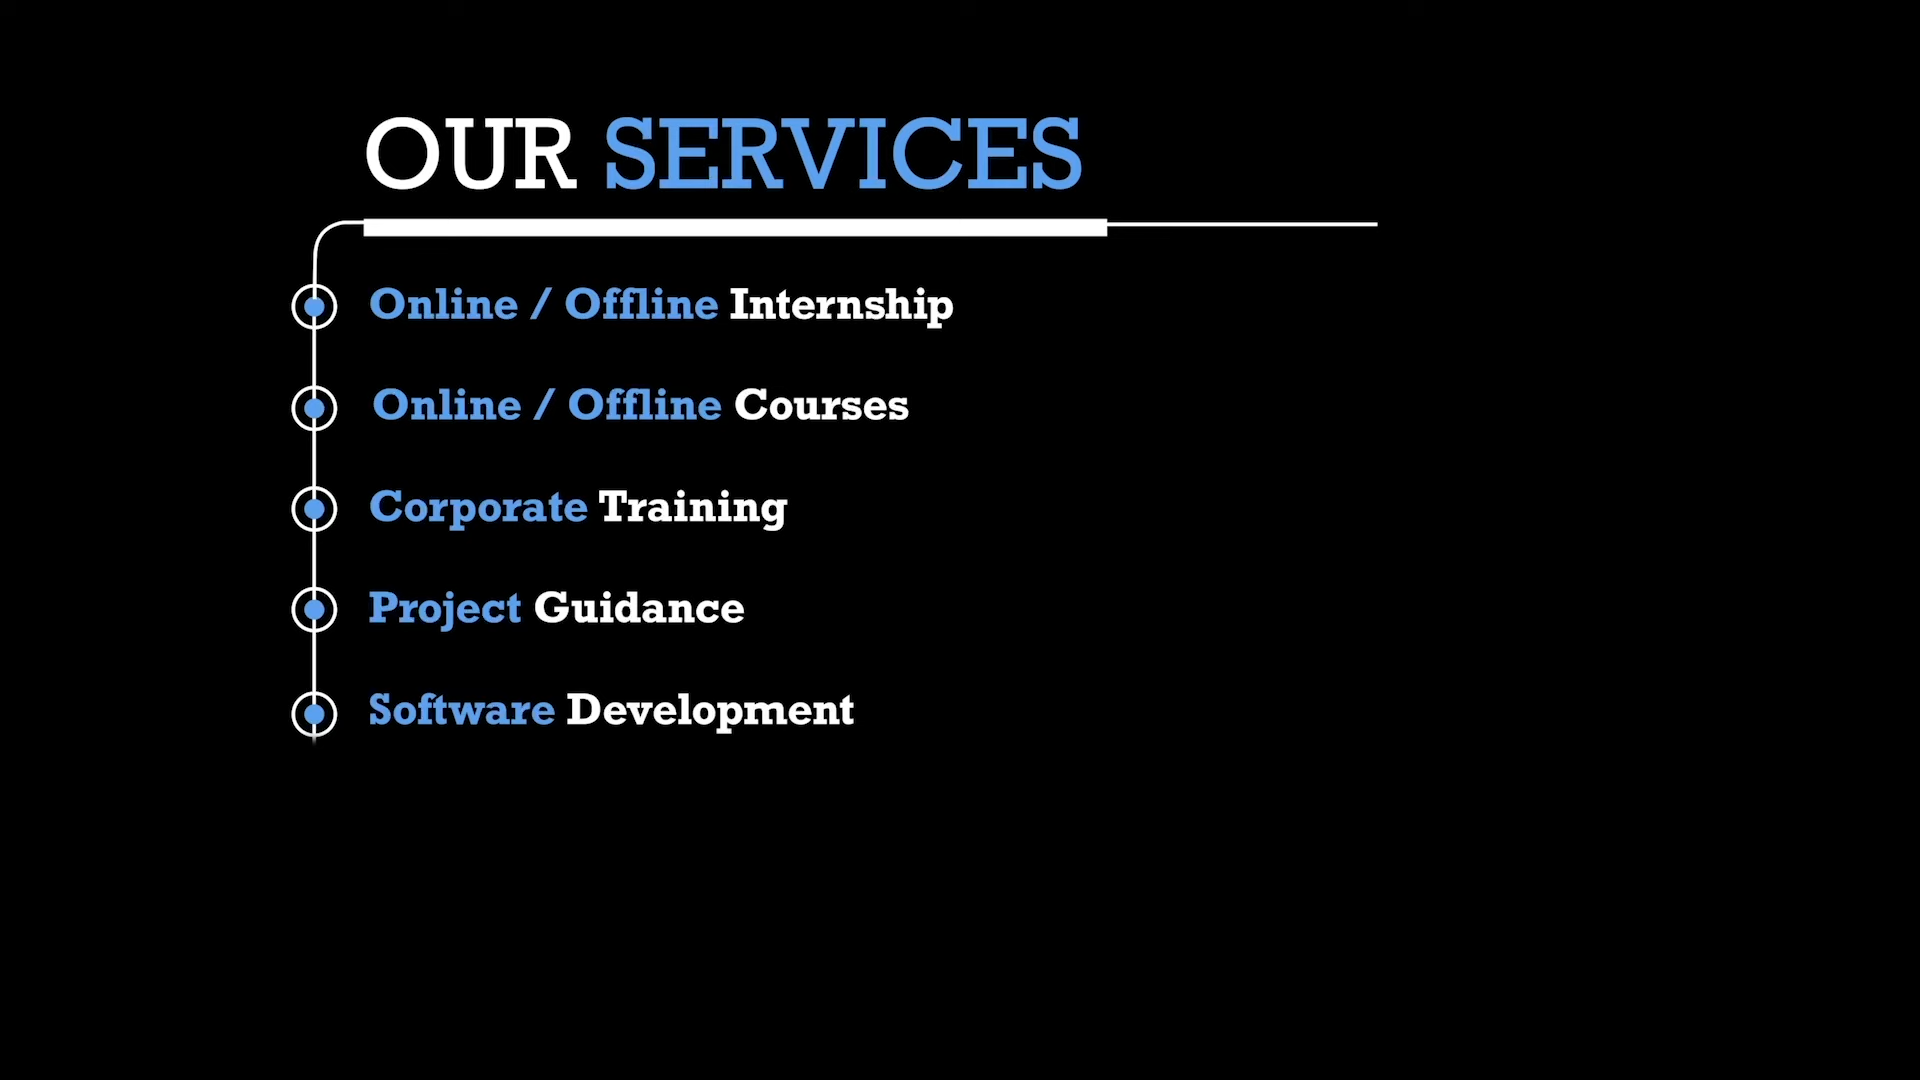 OUR SERVICES
Online / Offline Internship
Online / Offline Courses
Corporate Training
Project Guidance
Software Development